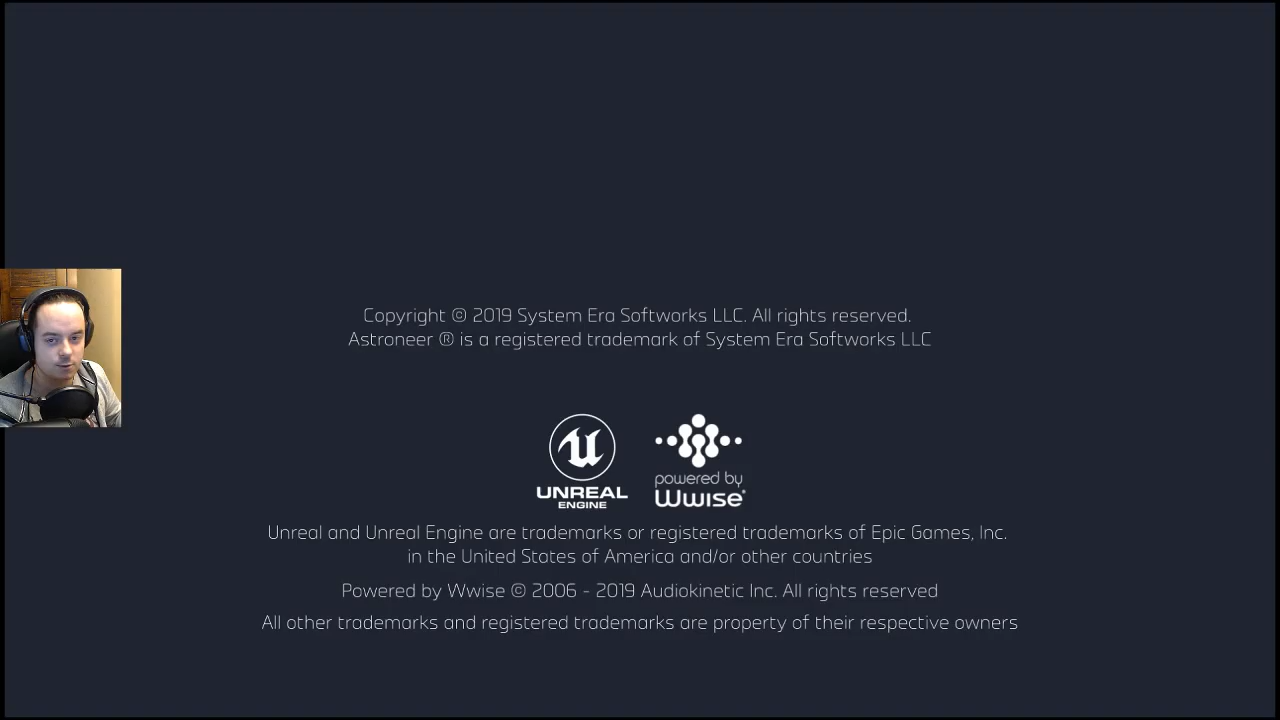 Copyright © 2019 System Era Softworks LLC. All rights reserved.
Astroneer ® is a registered trademark of System Era Softworks LLC
UNREAL
ENGINE
powered by
Wwise®
Unreal and Unreal Engine are trademarks or registered trademarks of Epic Games, Inc.
in the United States of America and/or other countries
Powered by Wwise © 2006 - 2019 Audiokinetic Inc. All rights reserved
All other trademarks and registered trademarks are property of their respective owners